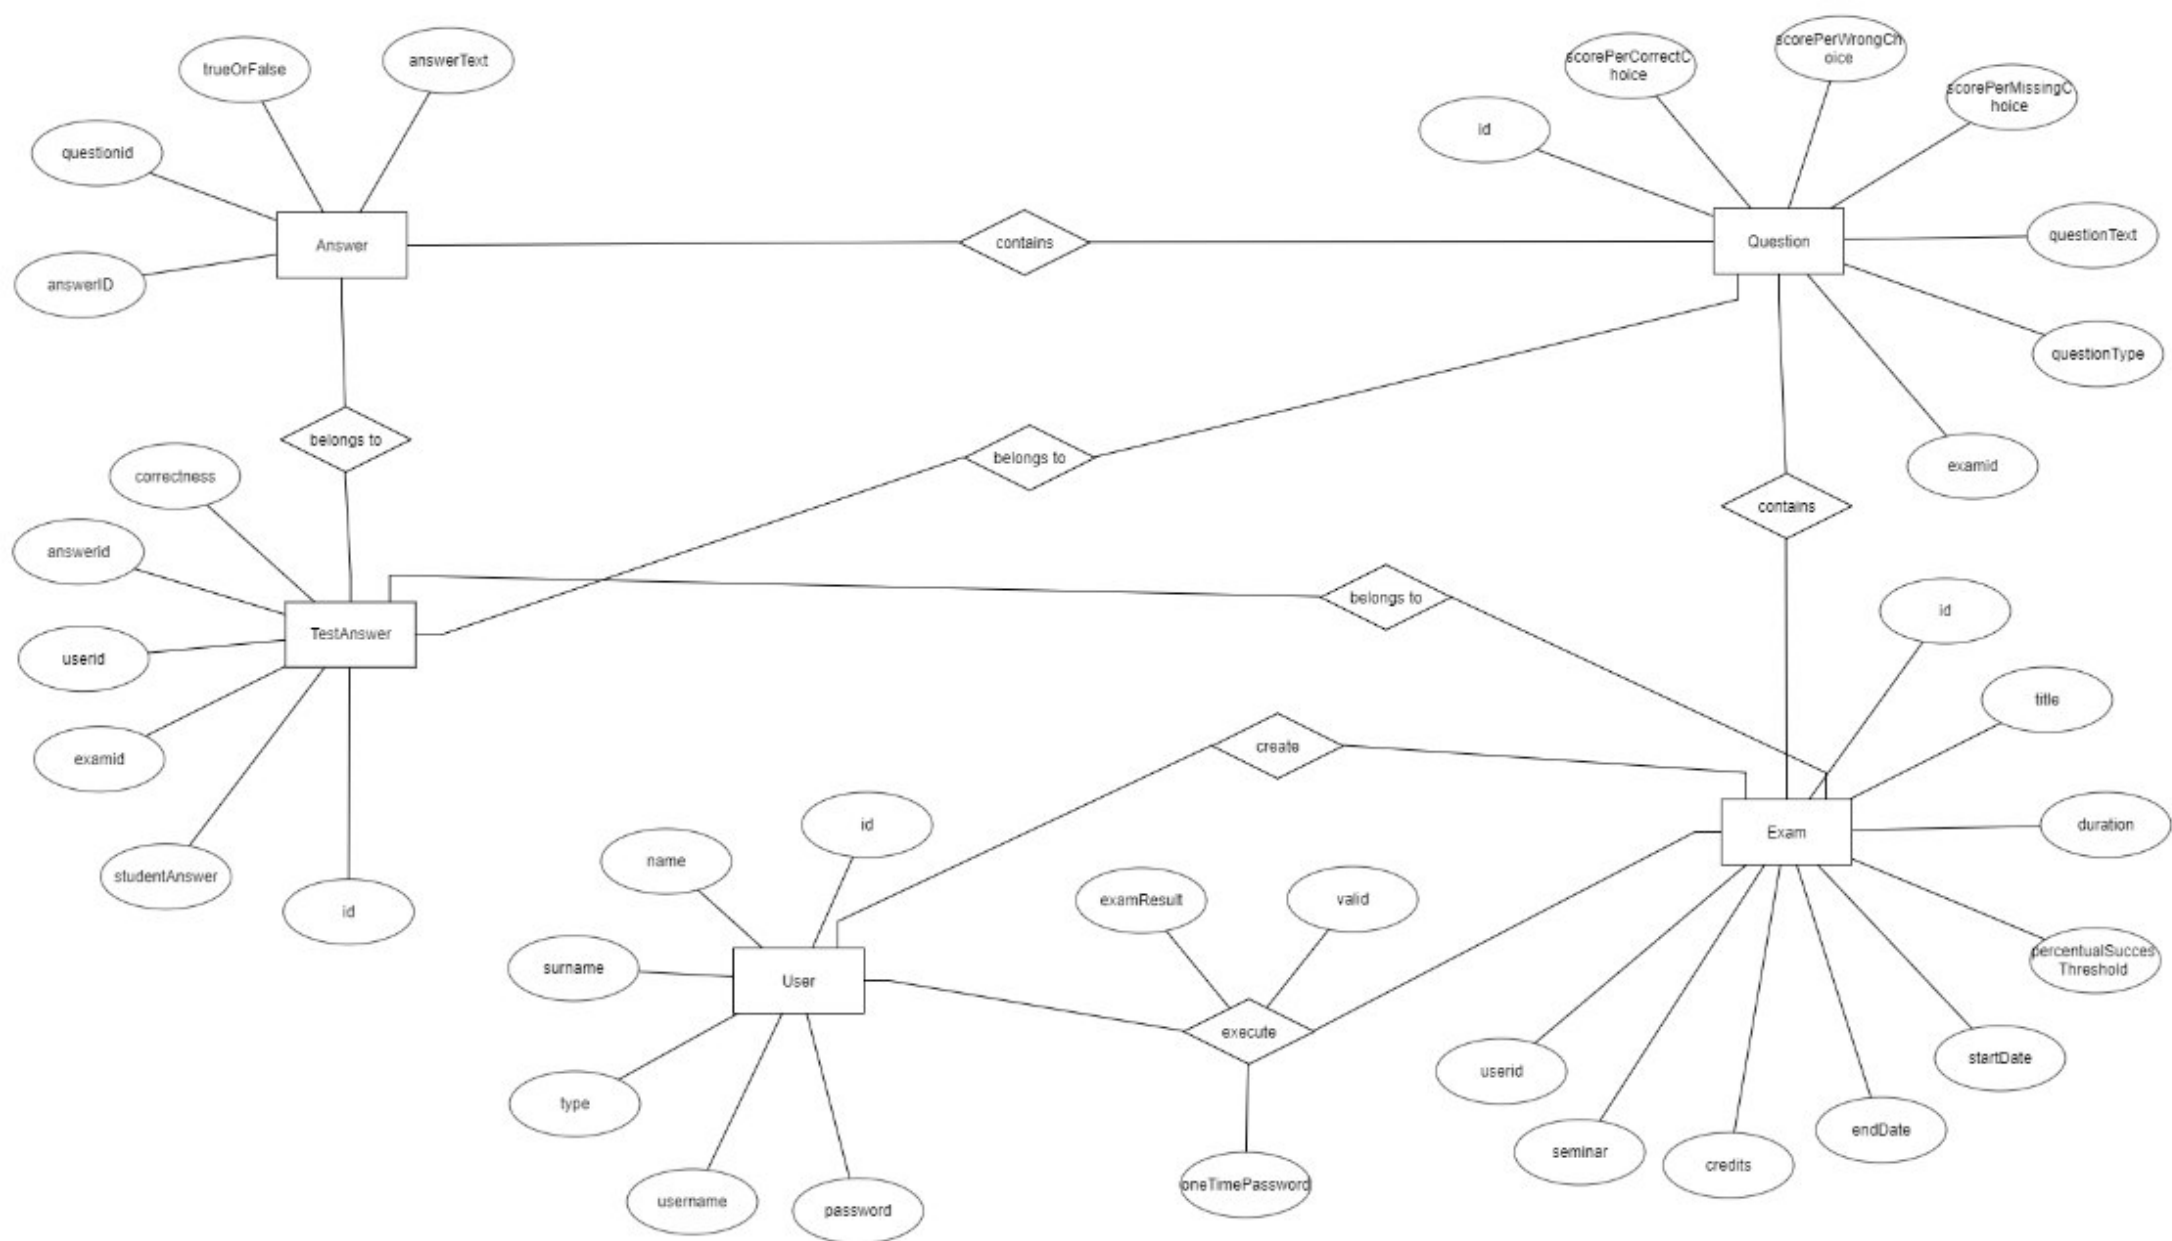 trueOrFalse
answerText
questionid
Answer
answerID
contains
scorePerCorrectC
hoice
scorePerWrongCh
oice
scorePerMissingC
hoice
id
Question
questionText
questionType
examid
belongs to
belongs to
contains
correctness
answerid
TestAnswer
userid
examid
studentAnswer
id
belongs to
id
title
create
Exam
duration
percentualSucces
Threshold
startDate
endDate
credits
seminar
userid
id
name
surname
User
type
username
password
examResult
valid
execute
oneTimePassword